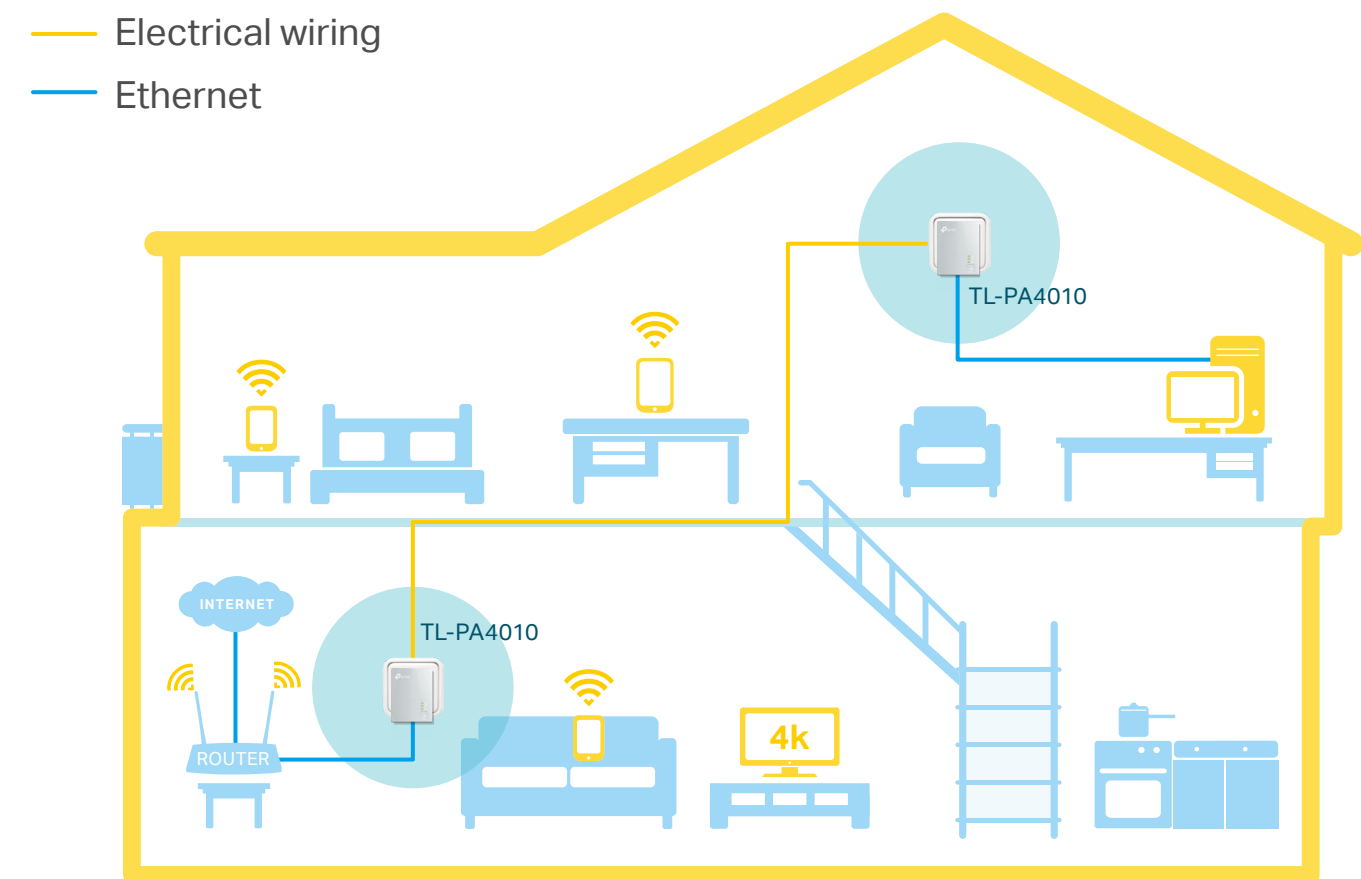 Electrical wiring
Ethernet
TL-PA4010
INTERNET
TL-PA4010
4k
ROUTER